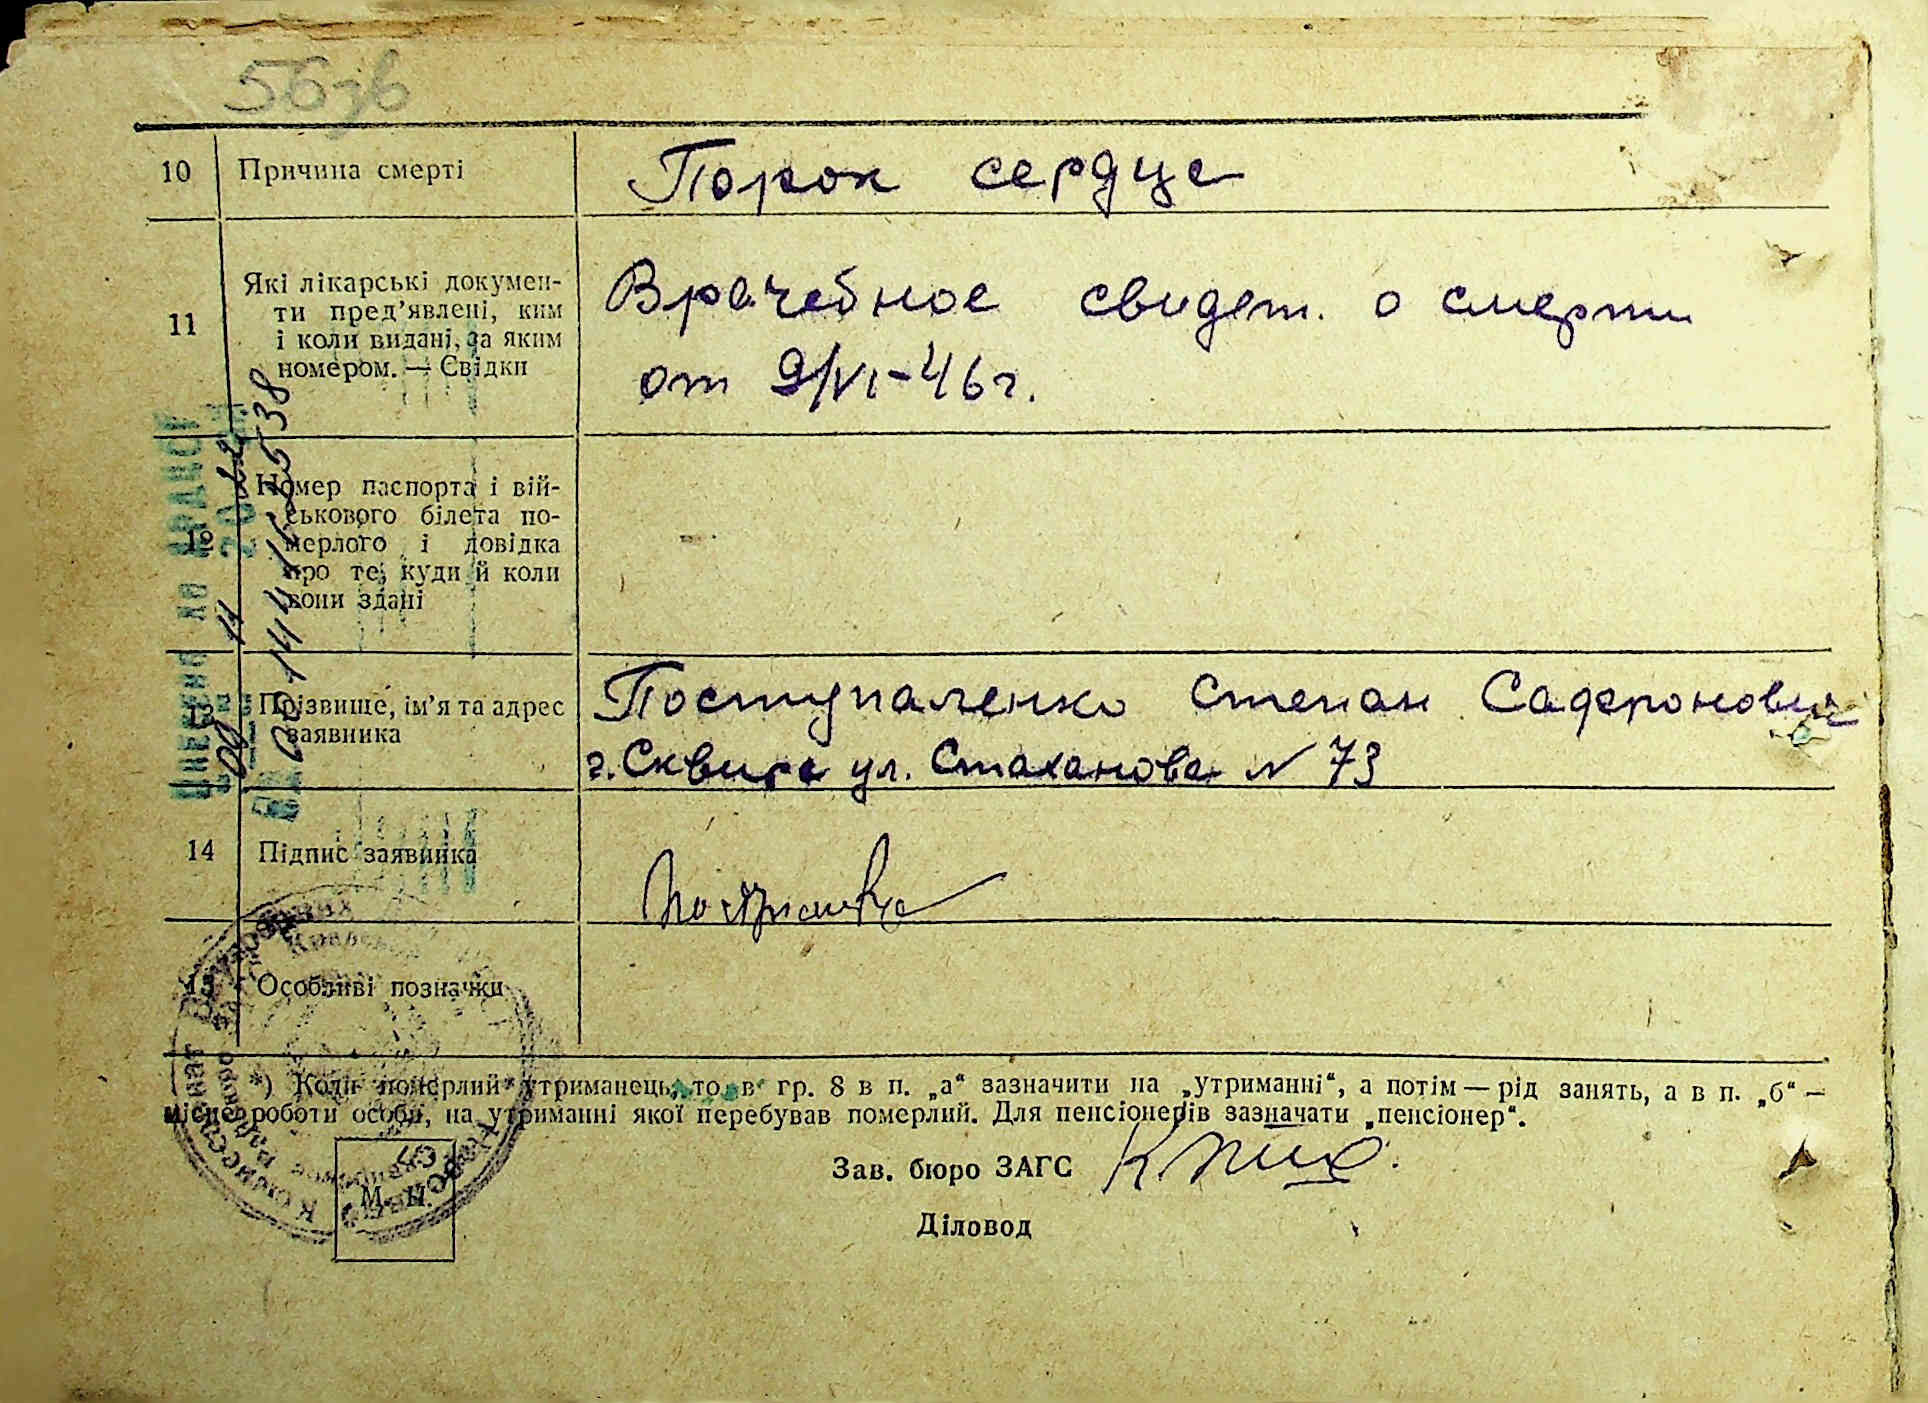 56зв
10 Причина смерті Порок сердце
11 Які лікарські докумен-
ти пред’явлені, ким
і коли видані, за яким
номером. — Свідки
Врачебное свидет. о смерти
от 9/VI-46г.
12 Номер паспорта і вій-
ськового білета по-
мерлого і довідка
про те, куди й коли
вони здані
13 Прізвище, ім’я та адрес
заявника
Поступаленко Степан
г. Сквира ул. Стаханова N 73
14 Підпис заявника
15 Особливі позначки
*) Коли померлий утриманець, то в гр. 8 в п. „а“ зазначити на „утриманні“, а потім — рід занять, а в п. „б“ —
місце роботи особи, на утриманні якої перебував померлий. Для пенсіонерів зазначати „пенсіонер“.
Зав. бюро ЗАГС
Діловод
М. П.